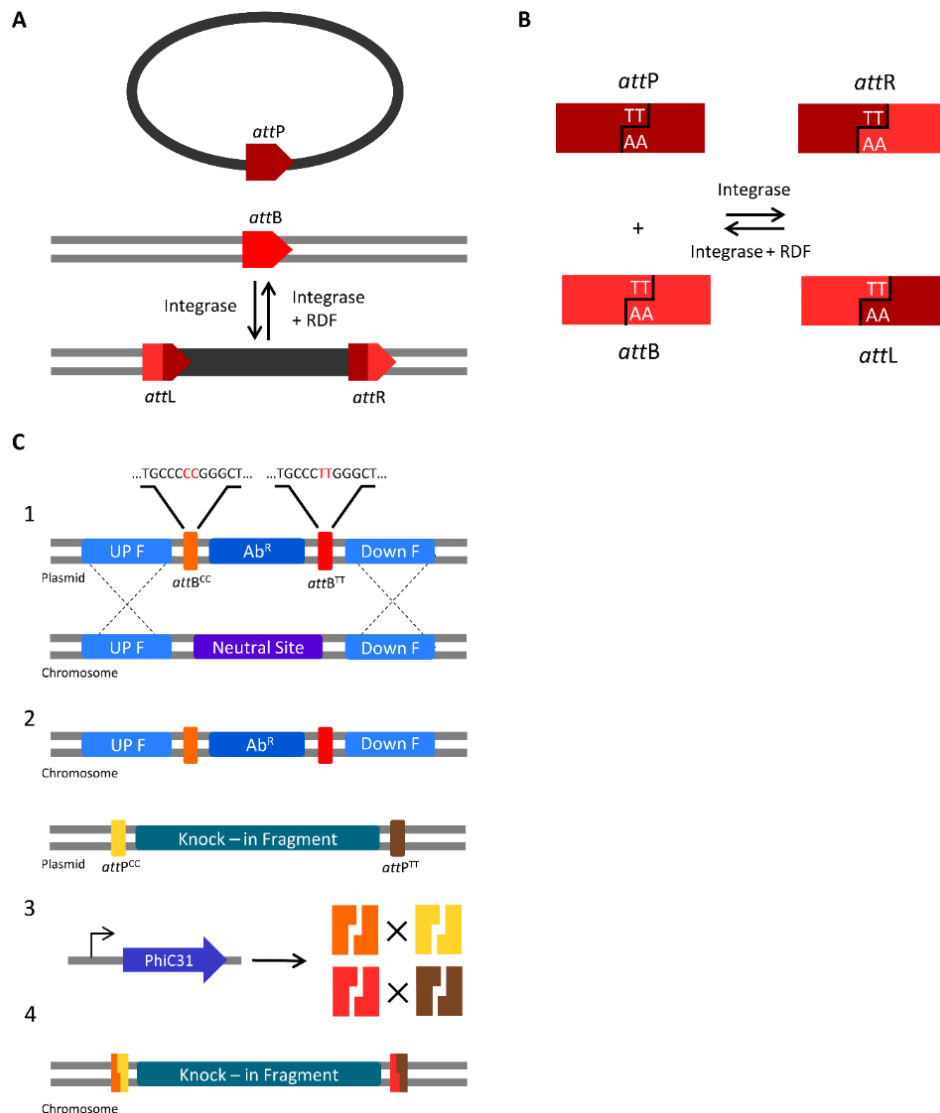 A
attP
attB
Integrase
Integrase
+ RDF
attL
attR
B
attP
attR
TT
AA
TT
AA
Integrase
+
Integrase + RDF
TT
AA
TT
AA
attB
attL
C
...TGCCCCCGGGCT...
...TGCCCTTGGGCT...
1
UP F
AbR
Down F
Plasmid
attBCC
attBTT
UP F
Neutral Site
Down F
Chromosome
2
UP F
AbR
Down F
Chromosome
Knock – in Fragment
Plasmid
attPCC
attPTT
3
PhiC31
4
Knock – in Fragment
Chromosome